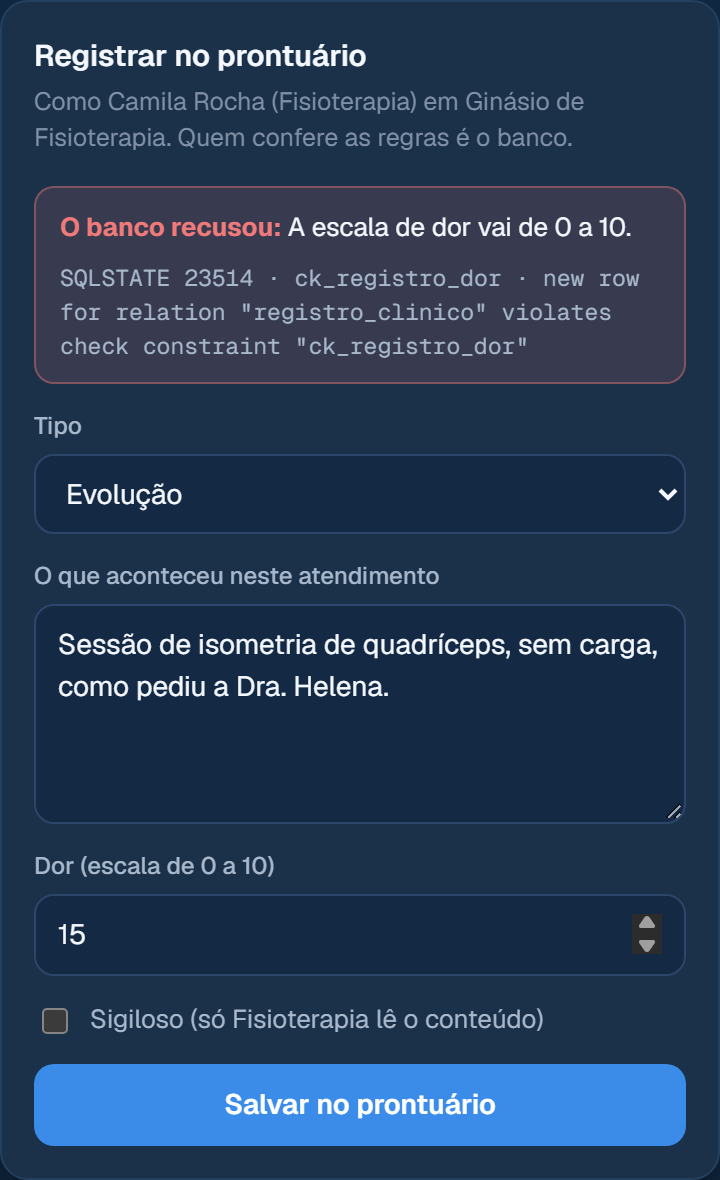 Registrar no prontuário
Como Camila Rocha (Fisioterapia) em Ginásio de
Fisioterapia. Quem confere as regras é o banco.
O banco recusou: A escala de dor vai de 0 a 10.
SQLSTATE 23514 · ck_registro_dor · new row
for relation "registro_clinico" violates
check constraint "ck_registro_dor"
Tipo
Evolução
O que aconteceu neste atendimento
Sessão de isometria de quadríceps, sem carga,
como pediu a Dra. Helena.
Dor (escala de 0 a 10)
15
Sigiloso (só Fisioterapia lê o conteúdo)
Salvar no prontuário